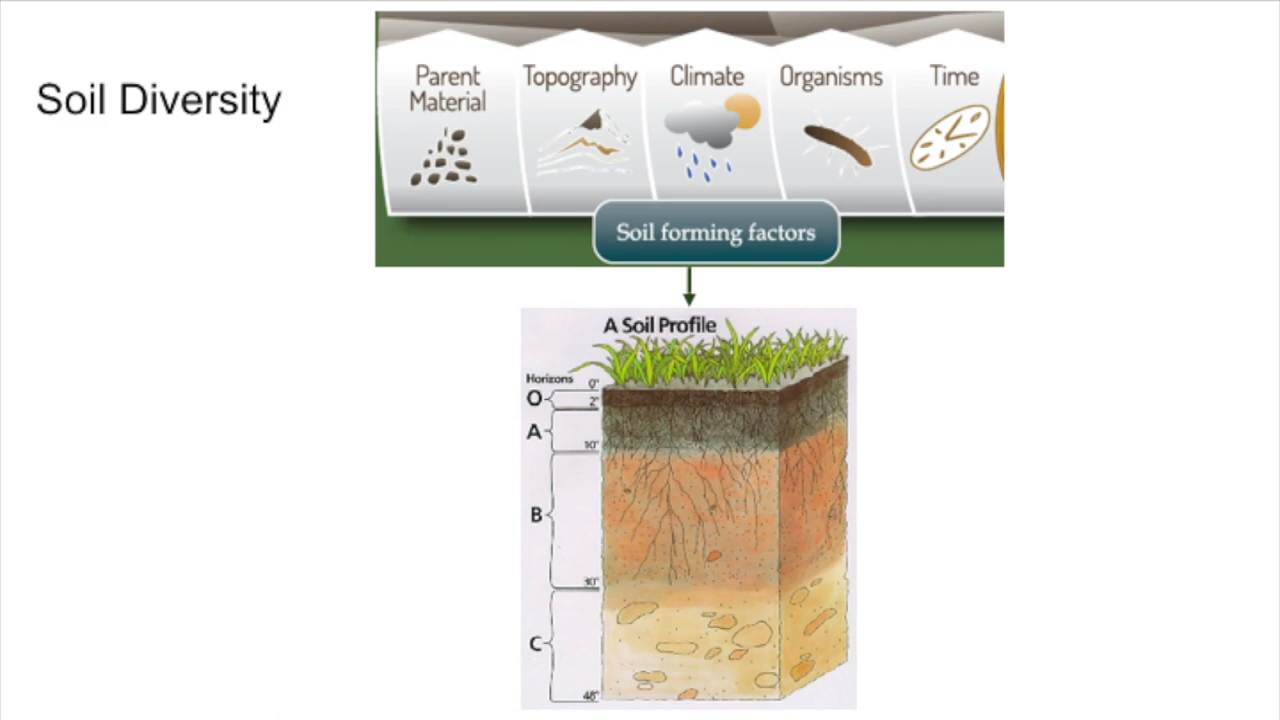 Soil Diversity
Parent
Material
Topography
Climate
Organisms
Time
Soil forming factors
A Soil Profile
Horizons
0"
O
2"
A
10"
B
30"
C
48"